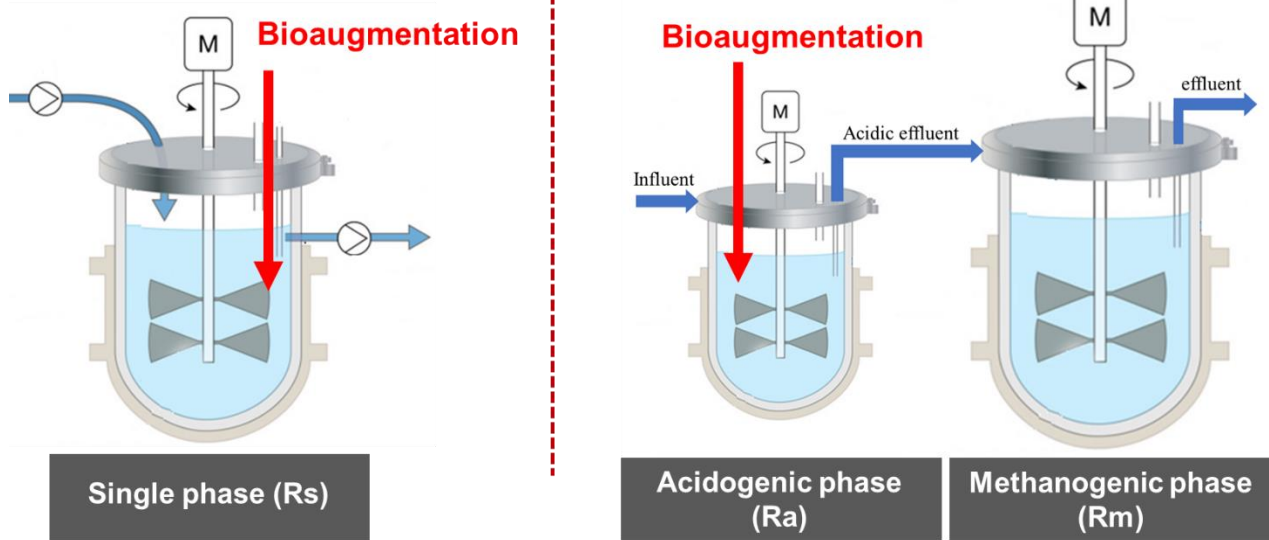 M
Bioaugmentation
Single phase (Rs)
Bioaugmentation
M
M
effluent
Acidic effluent
Influent
Acidogenic phase
(Ra)
Methanogenic phase
(Rm)